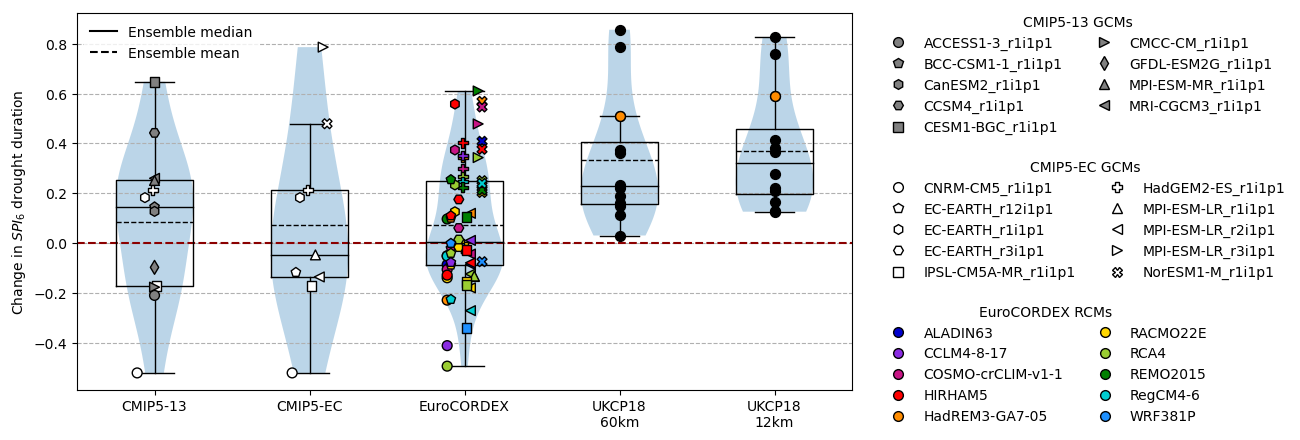 Change in SPI6 drought duration
0.8
0.6
0.4
0.2
0.0
−0.2
−0.4
Ensemble median
Ensemble mean
CMIP5-13
CMIP5-EC
EuroCORDEX
UKCP18
60km
UKCP18
12km
CMIP5-13 GCMs
ACCESS1-3_r1i1p1
BCC-CSM1-1_r1i1p1
CanESM2_r1i1p1
CCSM4_r1i1p1
CESM1-BGC_r1i1p1
CMCC-CM_r1i1p1
GFDL-ESM2G_r1i1p1
MPI-ESM-MR_r1i1p1
MRI-CGCM3_r1i1p1
CMIP5-EC GCMs
CNRM-CM5_r1i1p1
EC-EARTH_r12i1p1
EC-EARTH_r1i1p1
EC-EARTH_r3i1p1
IPSL-CM5A-MR_r1i1p1
HadGEM2-ES_r1i1p1
MPI-ESM-LR_r1i1p1
MPI-ESM-LR_r2i1p1
MPI-ESM-LR_r3i1p1
NorESM1-M_r1i1p1
EuroCORDEX RCMs
ALADIN63
CCLM4-8-17
COSMO-crCLIM-v1-1
HIRHAM5
HadREM3-GA7-05
RACMO22E
RCA4
REMO2015
RegCM4-6
WRF381P